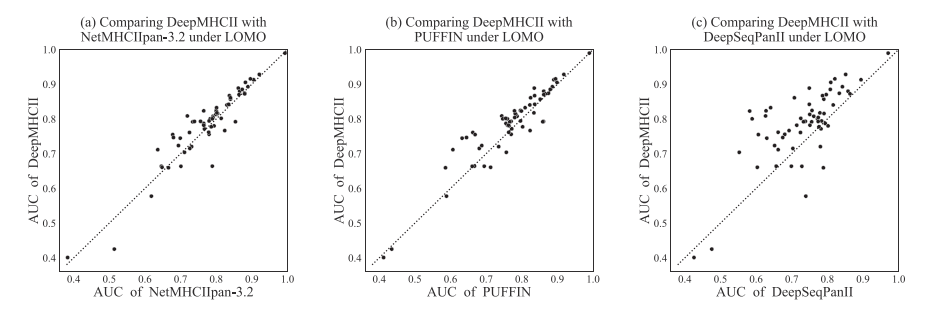 (a) Comparing DeepMHCII with
NetMHCIIpan-3.2 under LOMO
AUC of DeepMHCII
1.0
0.9
0.8
0.7
0.6
0.5
0.4
0.4 0.5 0.6 0.7 0.8 0.9 1.0
AUC of NetMHCIIpan-3.2
(b) Comparing DeepMHCII with
PUFFIN under LOMO
AUC of DeepMHCII
1.0
0.9
0.8
0.7
0.6
0.5
0.4
0.4 0.5 0.6 0.7 0.8 0.9 1.0
AUC of PUFFIN
(c) Comparing DeepMHCII with
DeepSeqPanII under LOMO
AUC of DeepMHCII
1.0
0.9
0.8
0.7
0.6
0.5
0.4
0.4 0.5 0.6 0.7 0.8 0.9 1.0
AUC of DeepSeqPanII